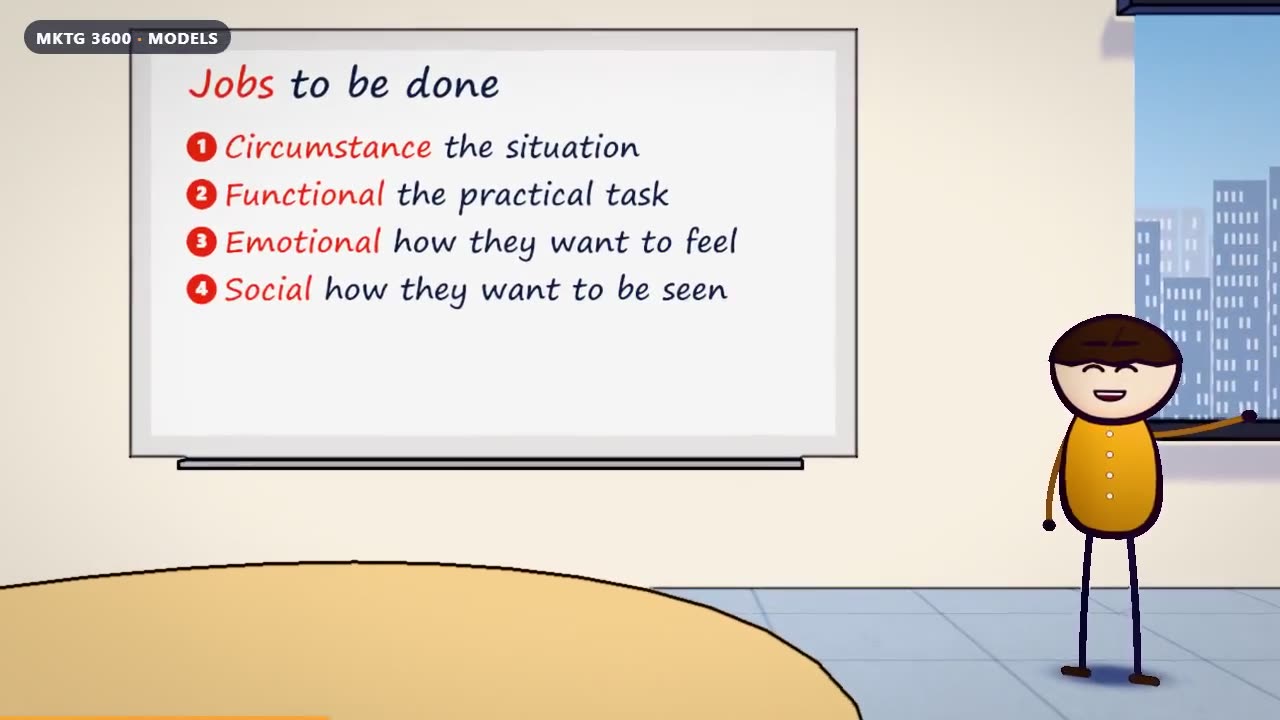 MKTG 3600 · MODELS
Jobs to be done
1 Circumstance the situation
2 Functional the practical task
3 Emotional how they want to feel
4 Social how they want to be seen